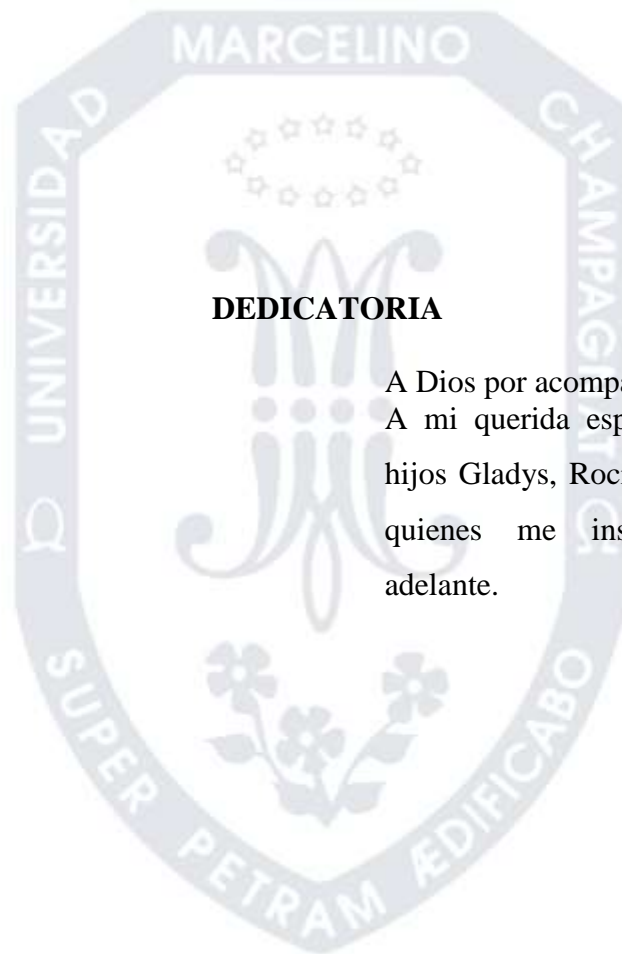 MARCELINO
UNIVERSIDAD
CHAMPAGNAT
DEDICATORIA
A Dios por
A mi querida
hijos Gladys,
quienes me
adelante.
SUPER PETRAM ÆDIFICABO